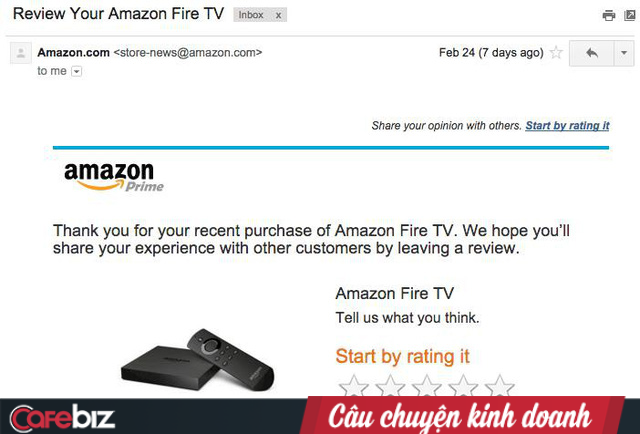 Review Your Amazon Fire TV Inbox x
Amazon.com <store-news@amazon.com> Feb 24 (7 days ago)
to me
Share your opinion with others. Start by rating it
amazon
Prime
Thank you for your recent purchase of Amazon Fire TV. We hope you'll
share your experience with other customers by leaving a review.
Amazon Fire TV
Tell us what you think.
Start by rating it
amazon
CafeBiz
Câu chuyện kinh doanh